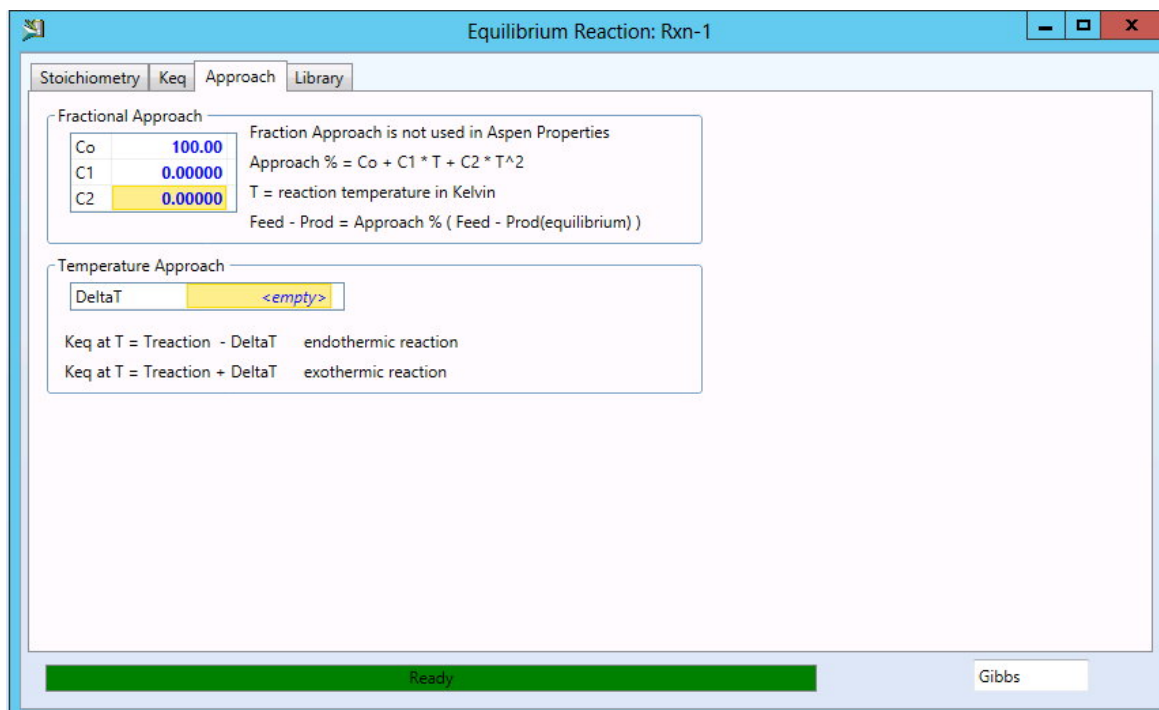 Equilibrium Reaction: Rxn-1
Stoichiometry Keq Approach Library
Fractional Approach
Co 100.00
C1 0.00000
C2 0.00000
Fraction Approach is not used in Aspen Properties
Approach % = Co + C1 * T + C2 * T^2
T = reaction temperature in Kelvin
Feed - Prod = Approach % ( Feed - Prod(equilibrium) )
Temperature Approach
DeltaT <empty>
Keq at T = Treaction - DeltaT endothermic reaction
Keq at T = Treaction + DeltaT exothermic reaction
Ready
Gibbs